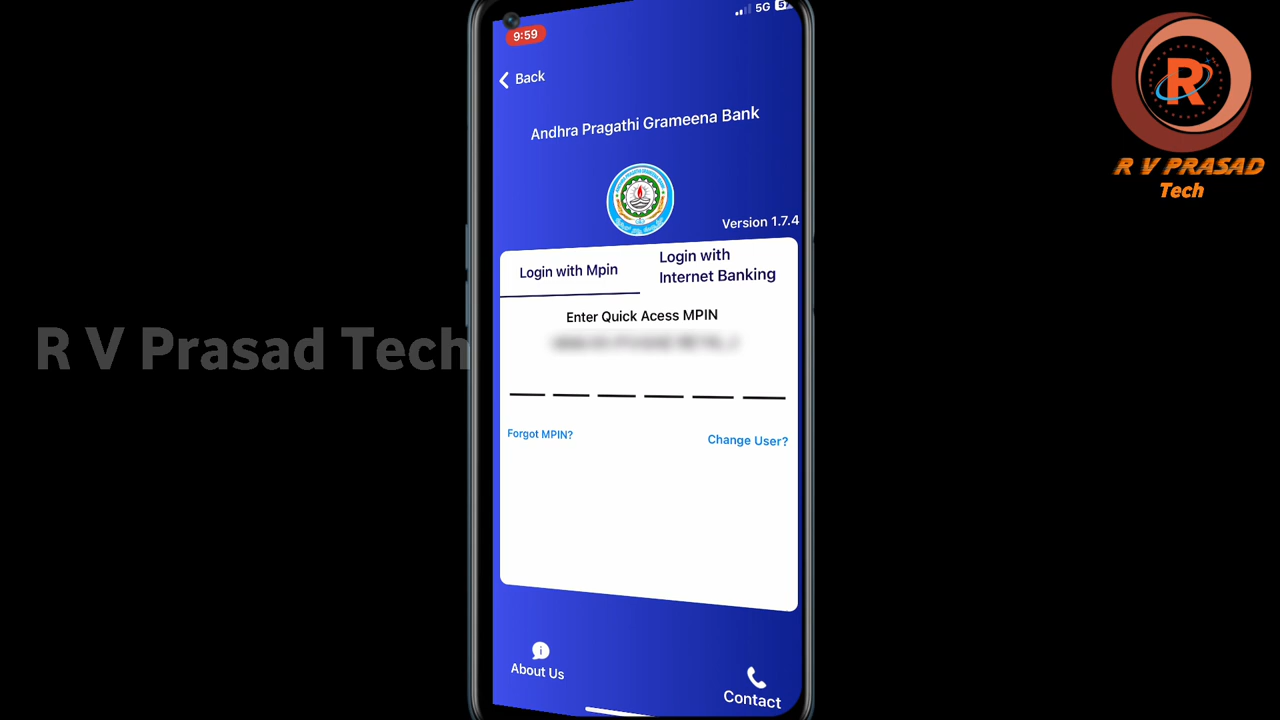 9:59
5G
Back
Andhra Pragathi Grameena Bank
Version 1.7.4
Login with Mpin
Login with
Internet Banking
Enter Quick Acess MPIN
Forgot MPIN?
Change User?
About Us
Contact
R V Prasad Tech
R
R V PRASAD
Tech